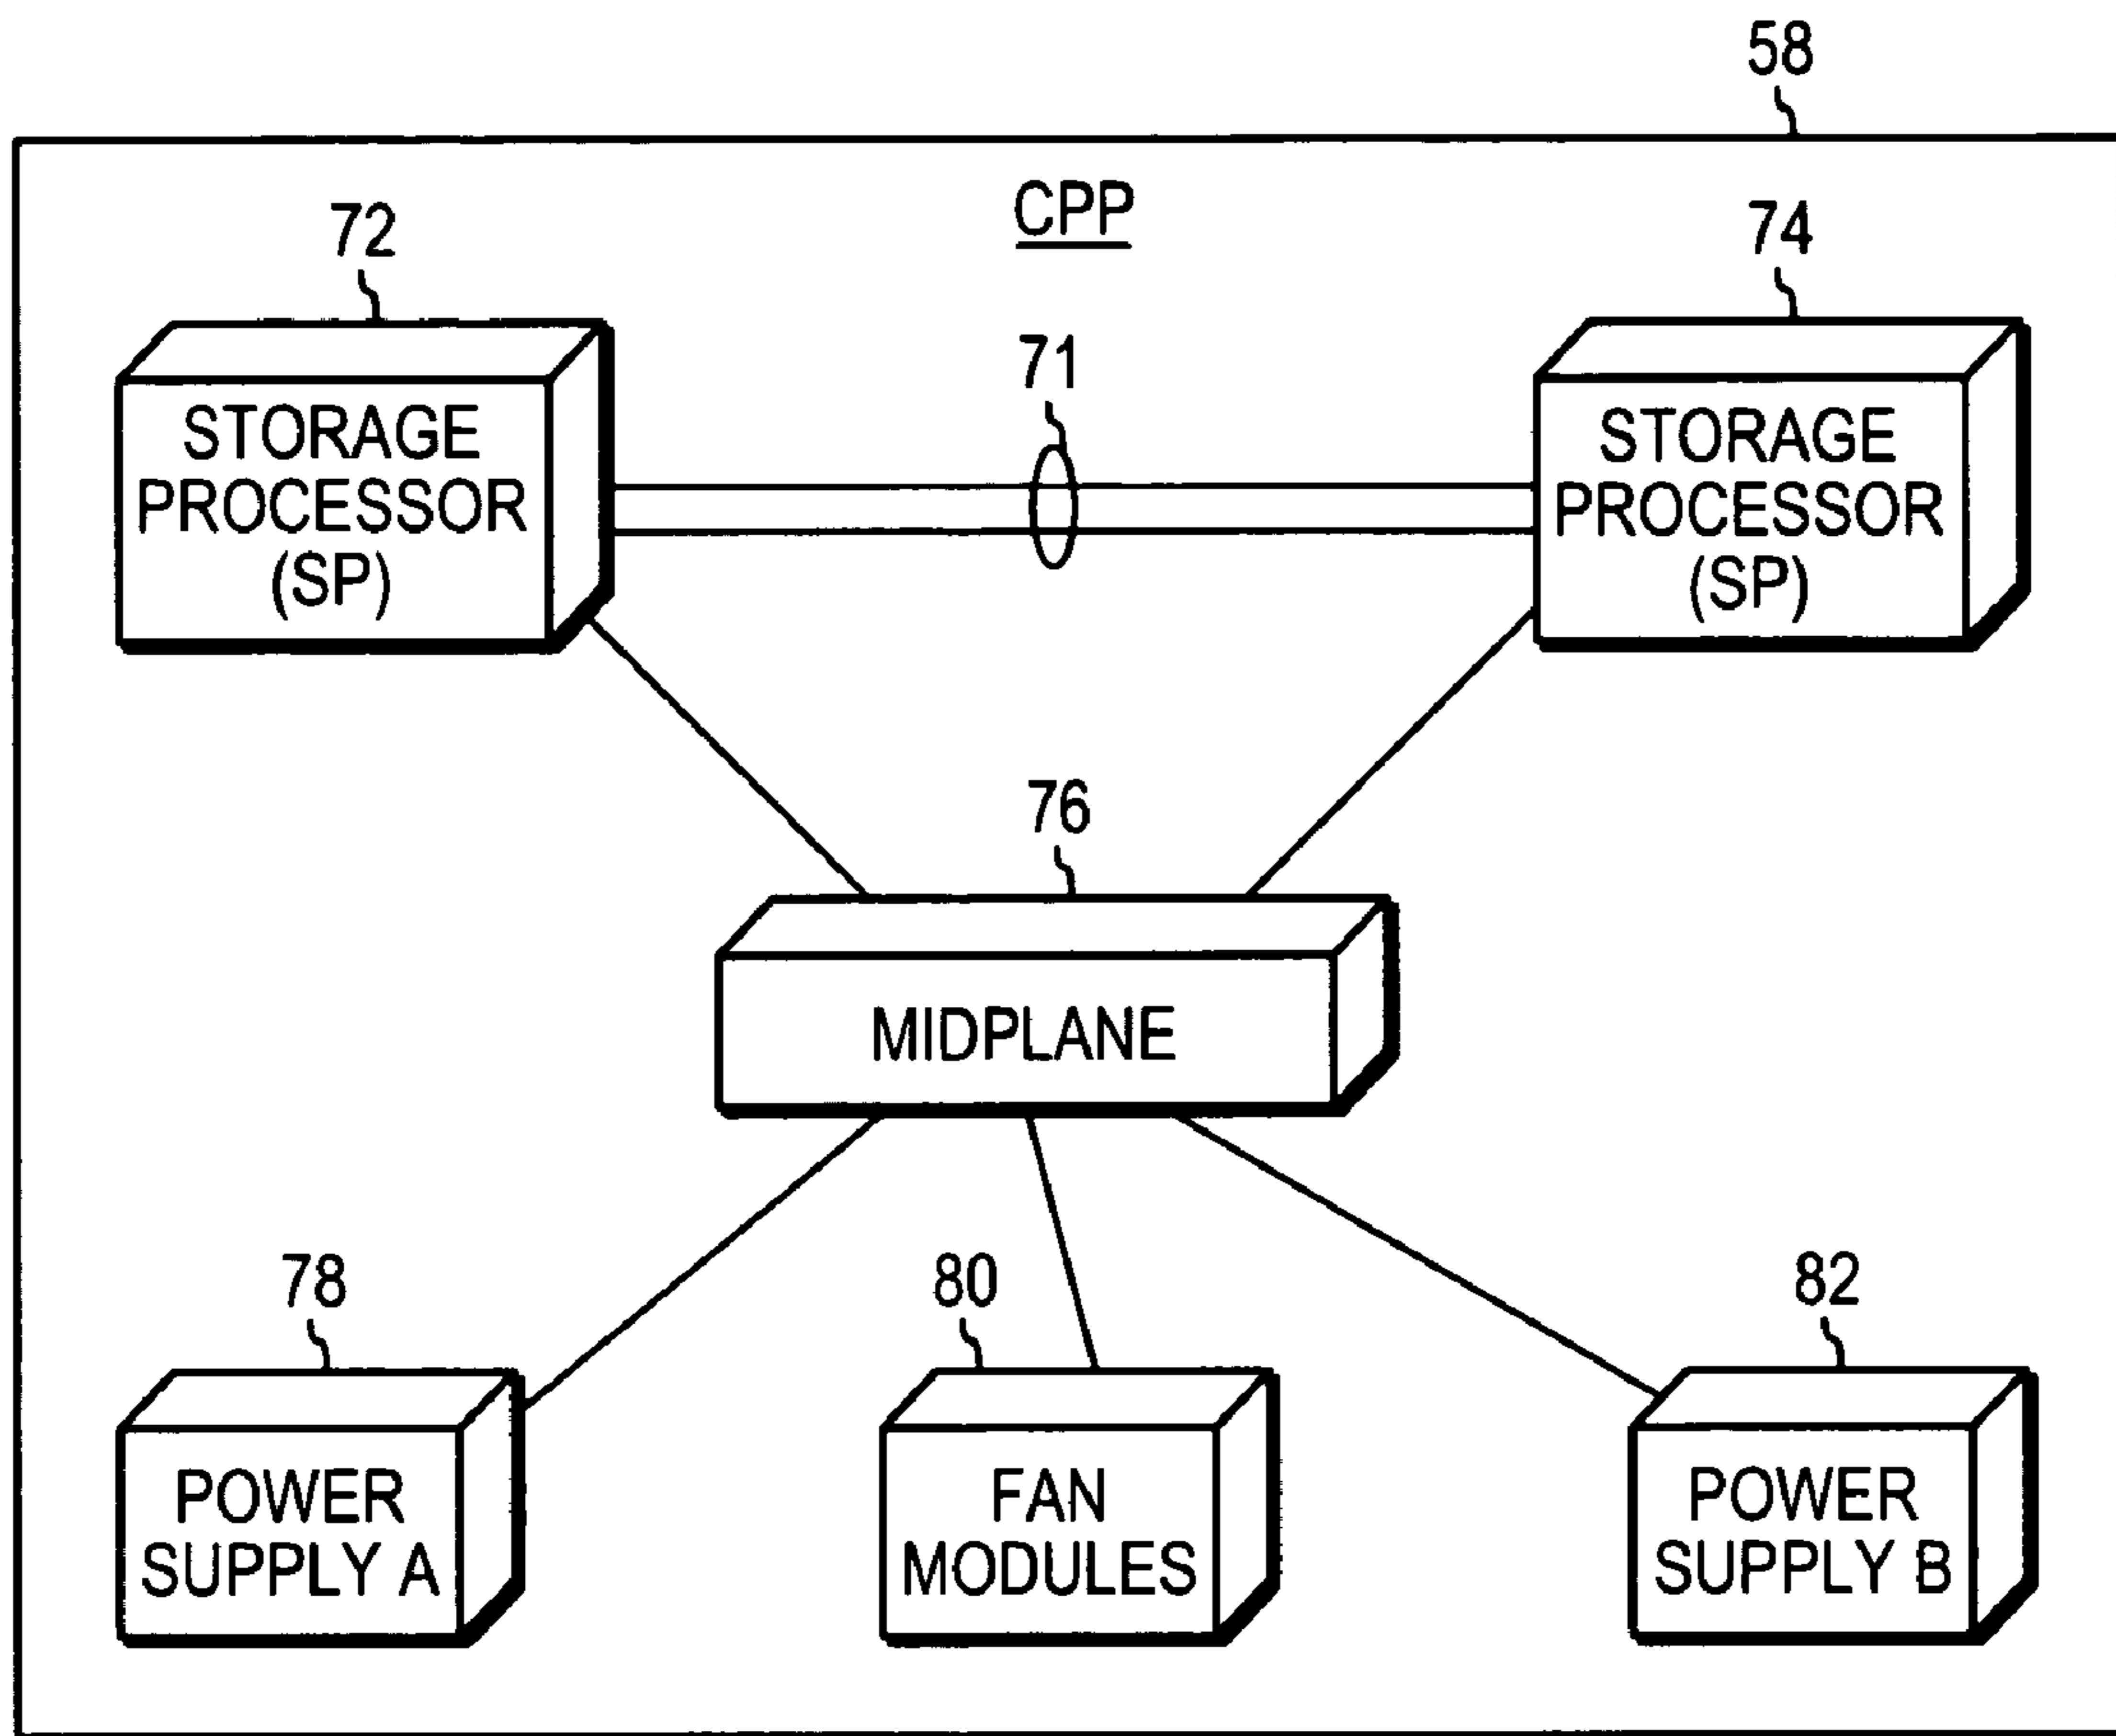 58
CPP
72
74
71
STORAGE
PROCESSOR
(SP)
STORAGE
PROCESSOR
(SP)
76
MIDPLANE
78
80
82
POWER
SUPPLY A
FAN
MODULES
POWER
SUPPLY B